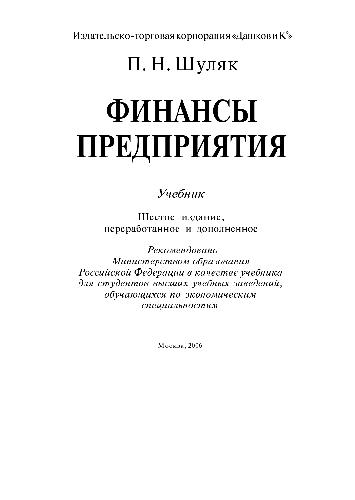 Издательско-торговая корпорация «Дашков и К°»
П. Н. Шуляк
ФИНАНСЫ
ПРЕДПРИЯТИЯ
Учебник
Шестое издание,
переработанное и дополненное
Рекомендовано
Министерством образования
Российской Федерации в качестве учебника
для студентов высших учебных заведений,
обучающихся по экономическим
специальностям
Москва, 2006